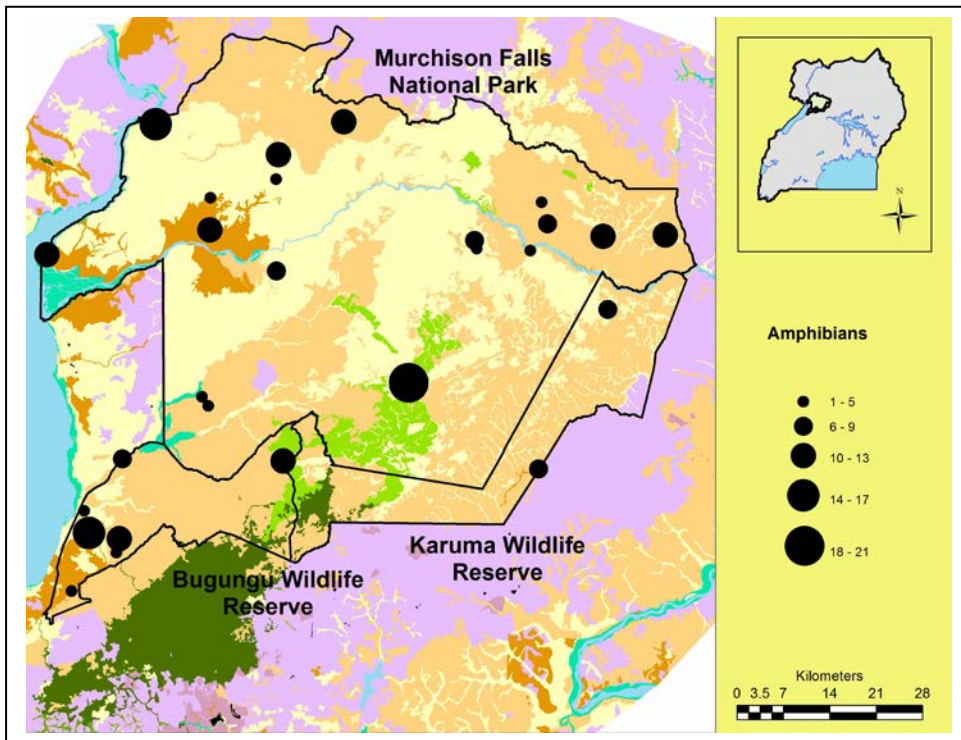 Murchison Falls
National Park
N
Amphibians
1 - 5
6 - 9
10 - 13
14 - 17
18 - 21
Karuma Wildlife
Reserve
Bugungu Wildlife
Reserve
Kilometers
0 3.5 7 14 21 28